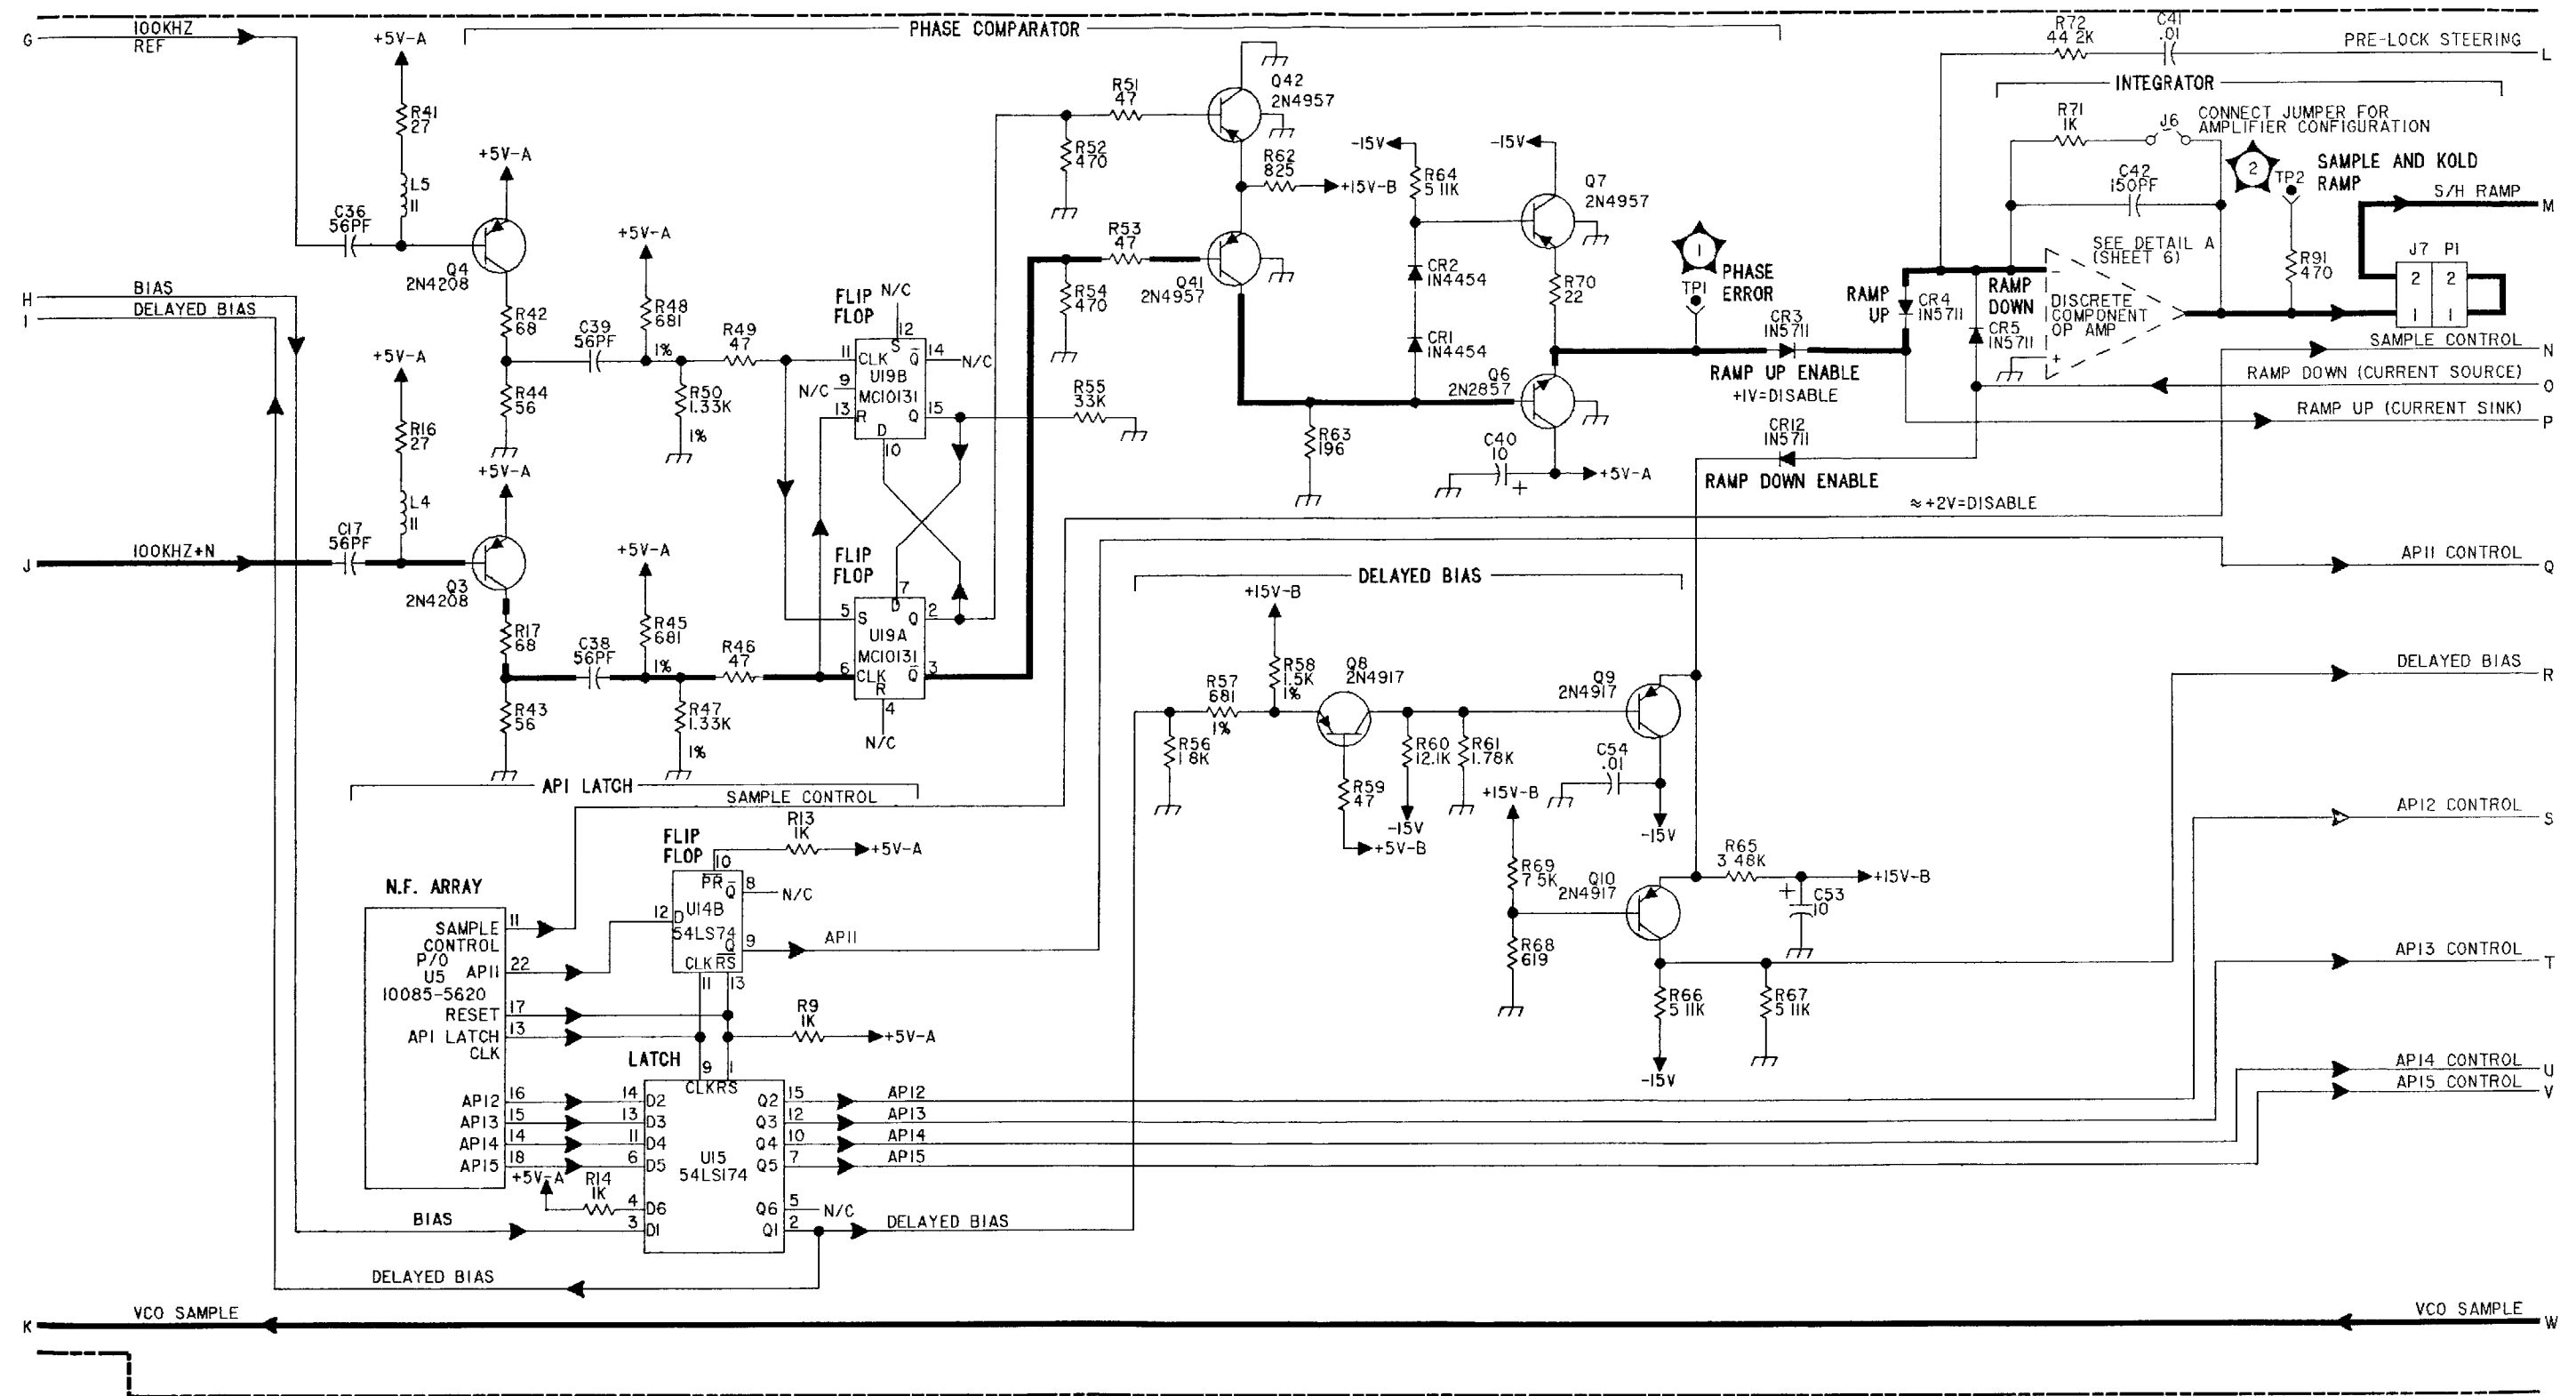 G
100KHZ
REF
H
BIAS
I
DELAYED BIAS
J
100KHZ÷N
K
VCO SAMPLE
PHASE COMPARATOR
+5V-A
R41
27
L5
11
C36
56PF
+5V-A
Q4
2N4208
R42
68
R44
56
C39
56PF
+5V-A
R48
681
1%
R50
1.33K
1%
R49
47
+5V-A
R16
27
L4
11
C17
56PF
+5V-A
Q3
2N4208
R17
68
R43
56
C38
56PF
+5V-A
R45
681
1%
R47
1.33K
1%
R46
47
FLIP
FLOP
N/C
12
S
11
CLK
Q̅
14
N/C
N/C
9
U19B
MC10131
13
R
Q
15
D
10
FLIP
FLOP
7
D
5
S
Q
2
U19A
MC10131
6
CLK
Q̅
3
R
4
N/C
R51
47
R52
470
R53
47
R54
470
R55
33K
Q42
2N4957
R62
825
+15V-B
Q41
2N4957
-15V
R64
5 11K
CR2
1N4454
CR1
1N4454
R63
196
-15V
Q7
2N4957
R70
22
Q6
2N2857
C40
10
+
+5V-A
1
PHASE
ERROR
TP1
CR3
1N5711
RAMP UP ENABLE
+1V=DISABLE
CR12
1N5711
RAMP DOWN ENABLE
≈+2V=DISABLE
RAMP
UP
CR4
1N5711
RAMP
DOWN
CR5
1N5711
R72
44 2K
C41
.01
PRE-LOCK STEERING
L
INTEGRATOR
R71
1K
J6
CONNECT JUMPER FOR
AMPLIFIER CONFIGURATION
C42
150PF
2
TP2
SAMPLE AND KOLD
RAMP
S/H RAMP
M
SEE DETAIL A
(SHEET 6)
DISCRETE
COMPONENT
OP AMP
-
+
R91
470
J7 P1
2 2
1 1
SAMPLE CONTROL
N
RAMP DOWN (CURRENT SOURCE)
O
RAMP UP (CURRENT SINK)
P
API1 CONTROL
Q
DELAYED BIAS
R
API2 CONTROL
S
API3 CONTROL
T
API4 CONTROL
U
API5 CONTROL
V
VCO SAMPLE
W
DELAYED BIAS
+15V-B
R58
1.5K
1%
R57
681
1%
R56
1 8K
Q8
2N4917
R59
47
+5V-B
R60
12.1K
-15V
R61
1.78K
Q9
2N4917
C54
.01
-15V
+15V-B
R69
7 5K
R68
619
Q10
2N4917
R65
3 48K
+15V-B
+
C53
10
R66
5 11K
-15V
R67
5 11K
API LATCH
SAMPLE CONTROL
R13
1K
+5V-A
FLIP
FLOP
10
PR
Q̅
8
N/C
12
D
U14B
54LS74
Q
9
API1
CLK RS
11
13
R9
1K
+5V-A
N.F. ARRAY
SAMPLE
CONTROL
11
P/O
U5
10085-5620
API1
22
RESET
17
API LATCH
CLK
13
API2
16
API3
15
API4
14
API5
18
LATCH
9
1
CLK RS
14
D2
Q2
15
API2
13
D3
Q3
12
API3
11
D4
Q4
10
API4
6
D5
Q5
7
API5
U15
54LS174
+5V-A
R14
1K
4
D6
Q6
5
N/C
BIAS
3
D1
Q1
2
DELAYED BIAS
DELAYED BIAS